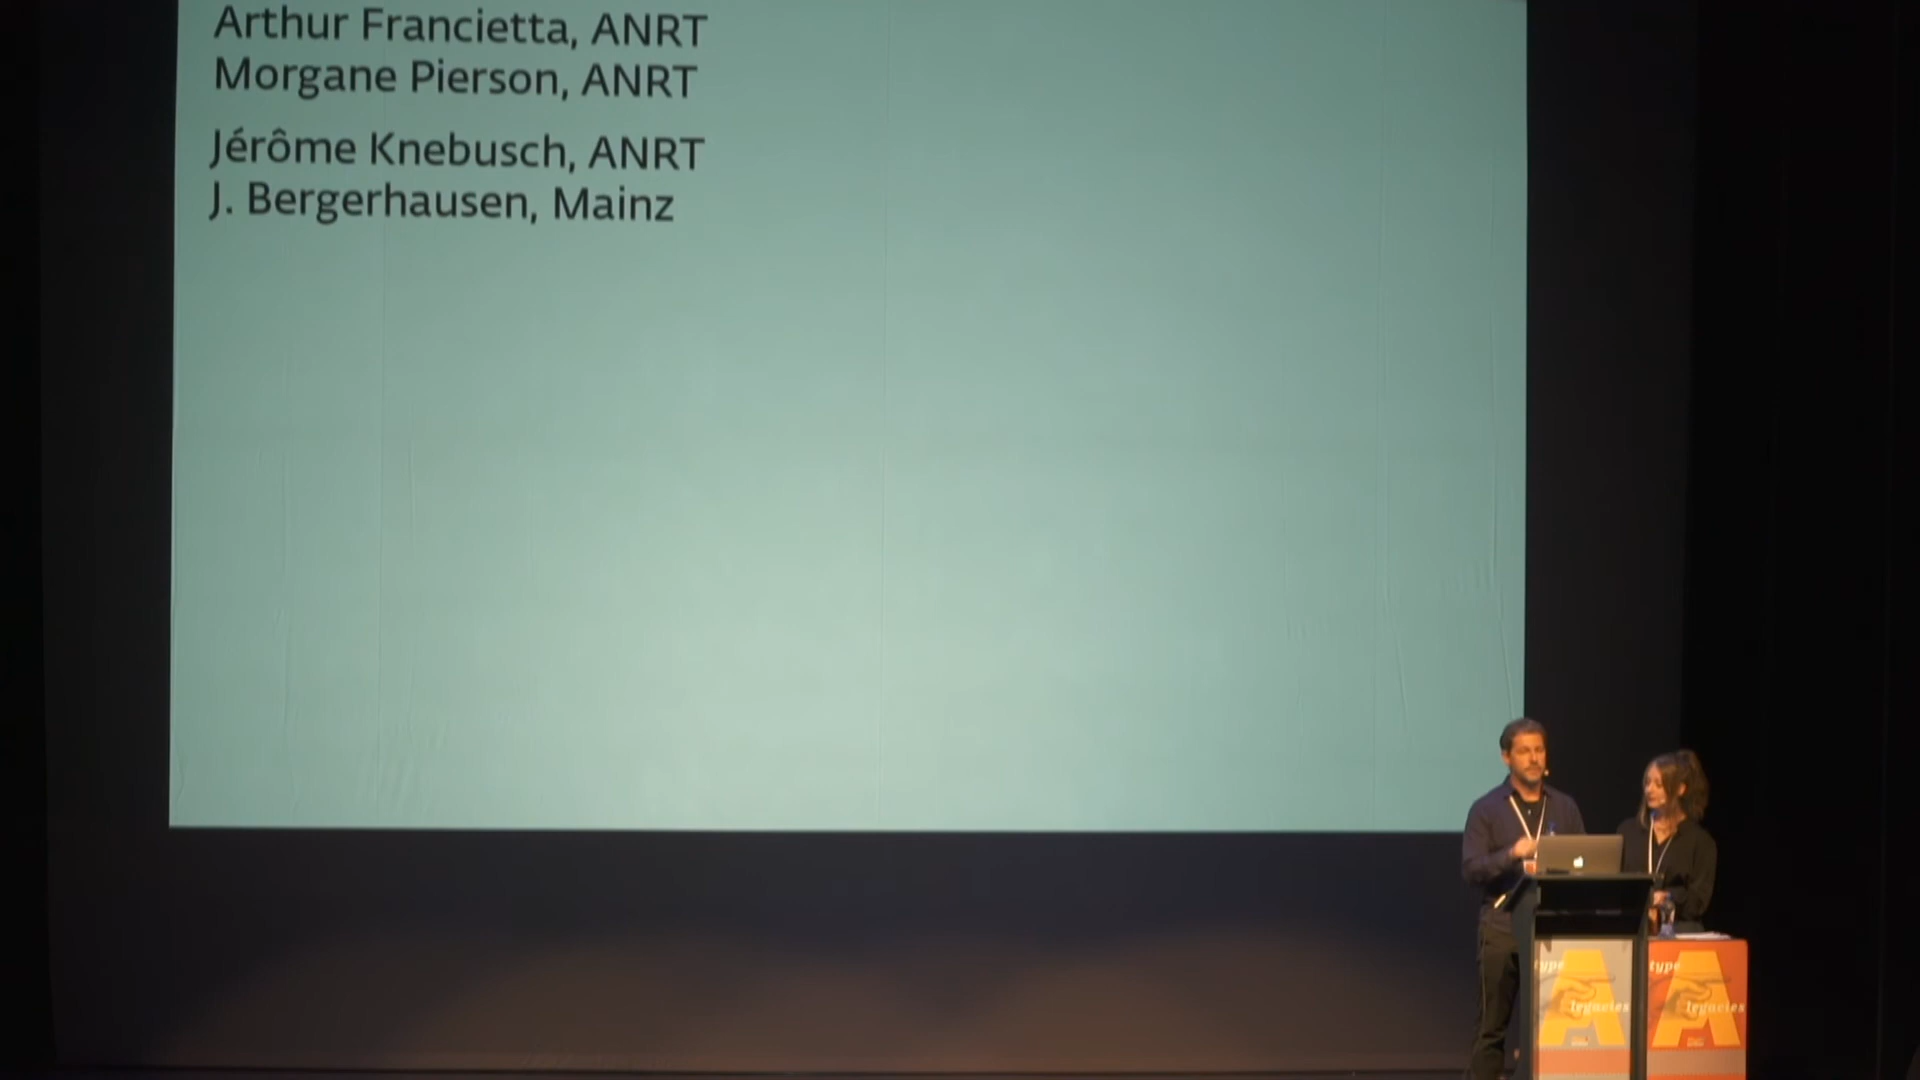 Arthur Francietta, ANRT
Morgane Pierson, ANRT
Jérôme Knebusch, ANRT
J. Bergerhausen, Mainz
type
A
legacies
type
A
legacies